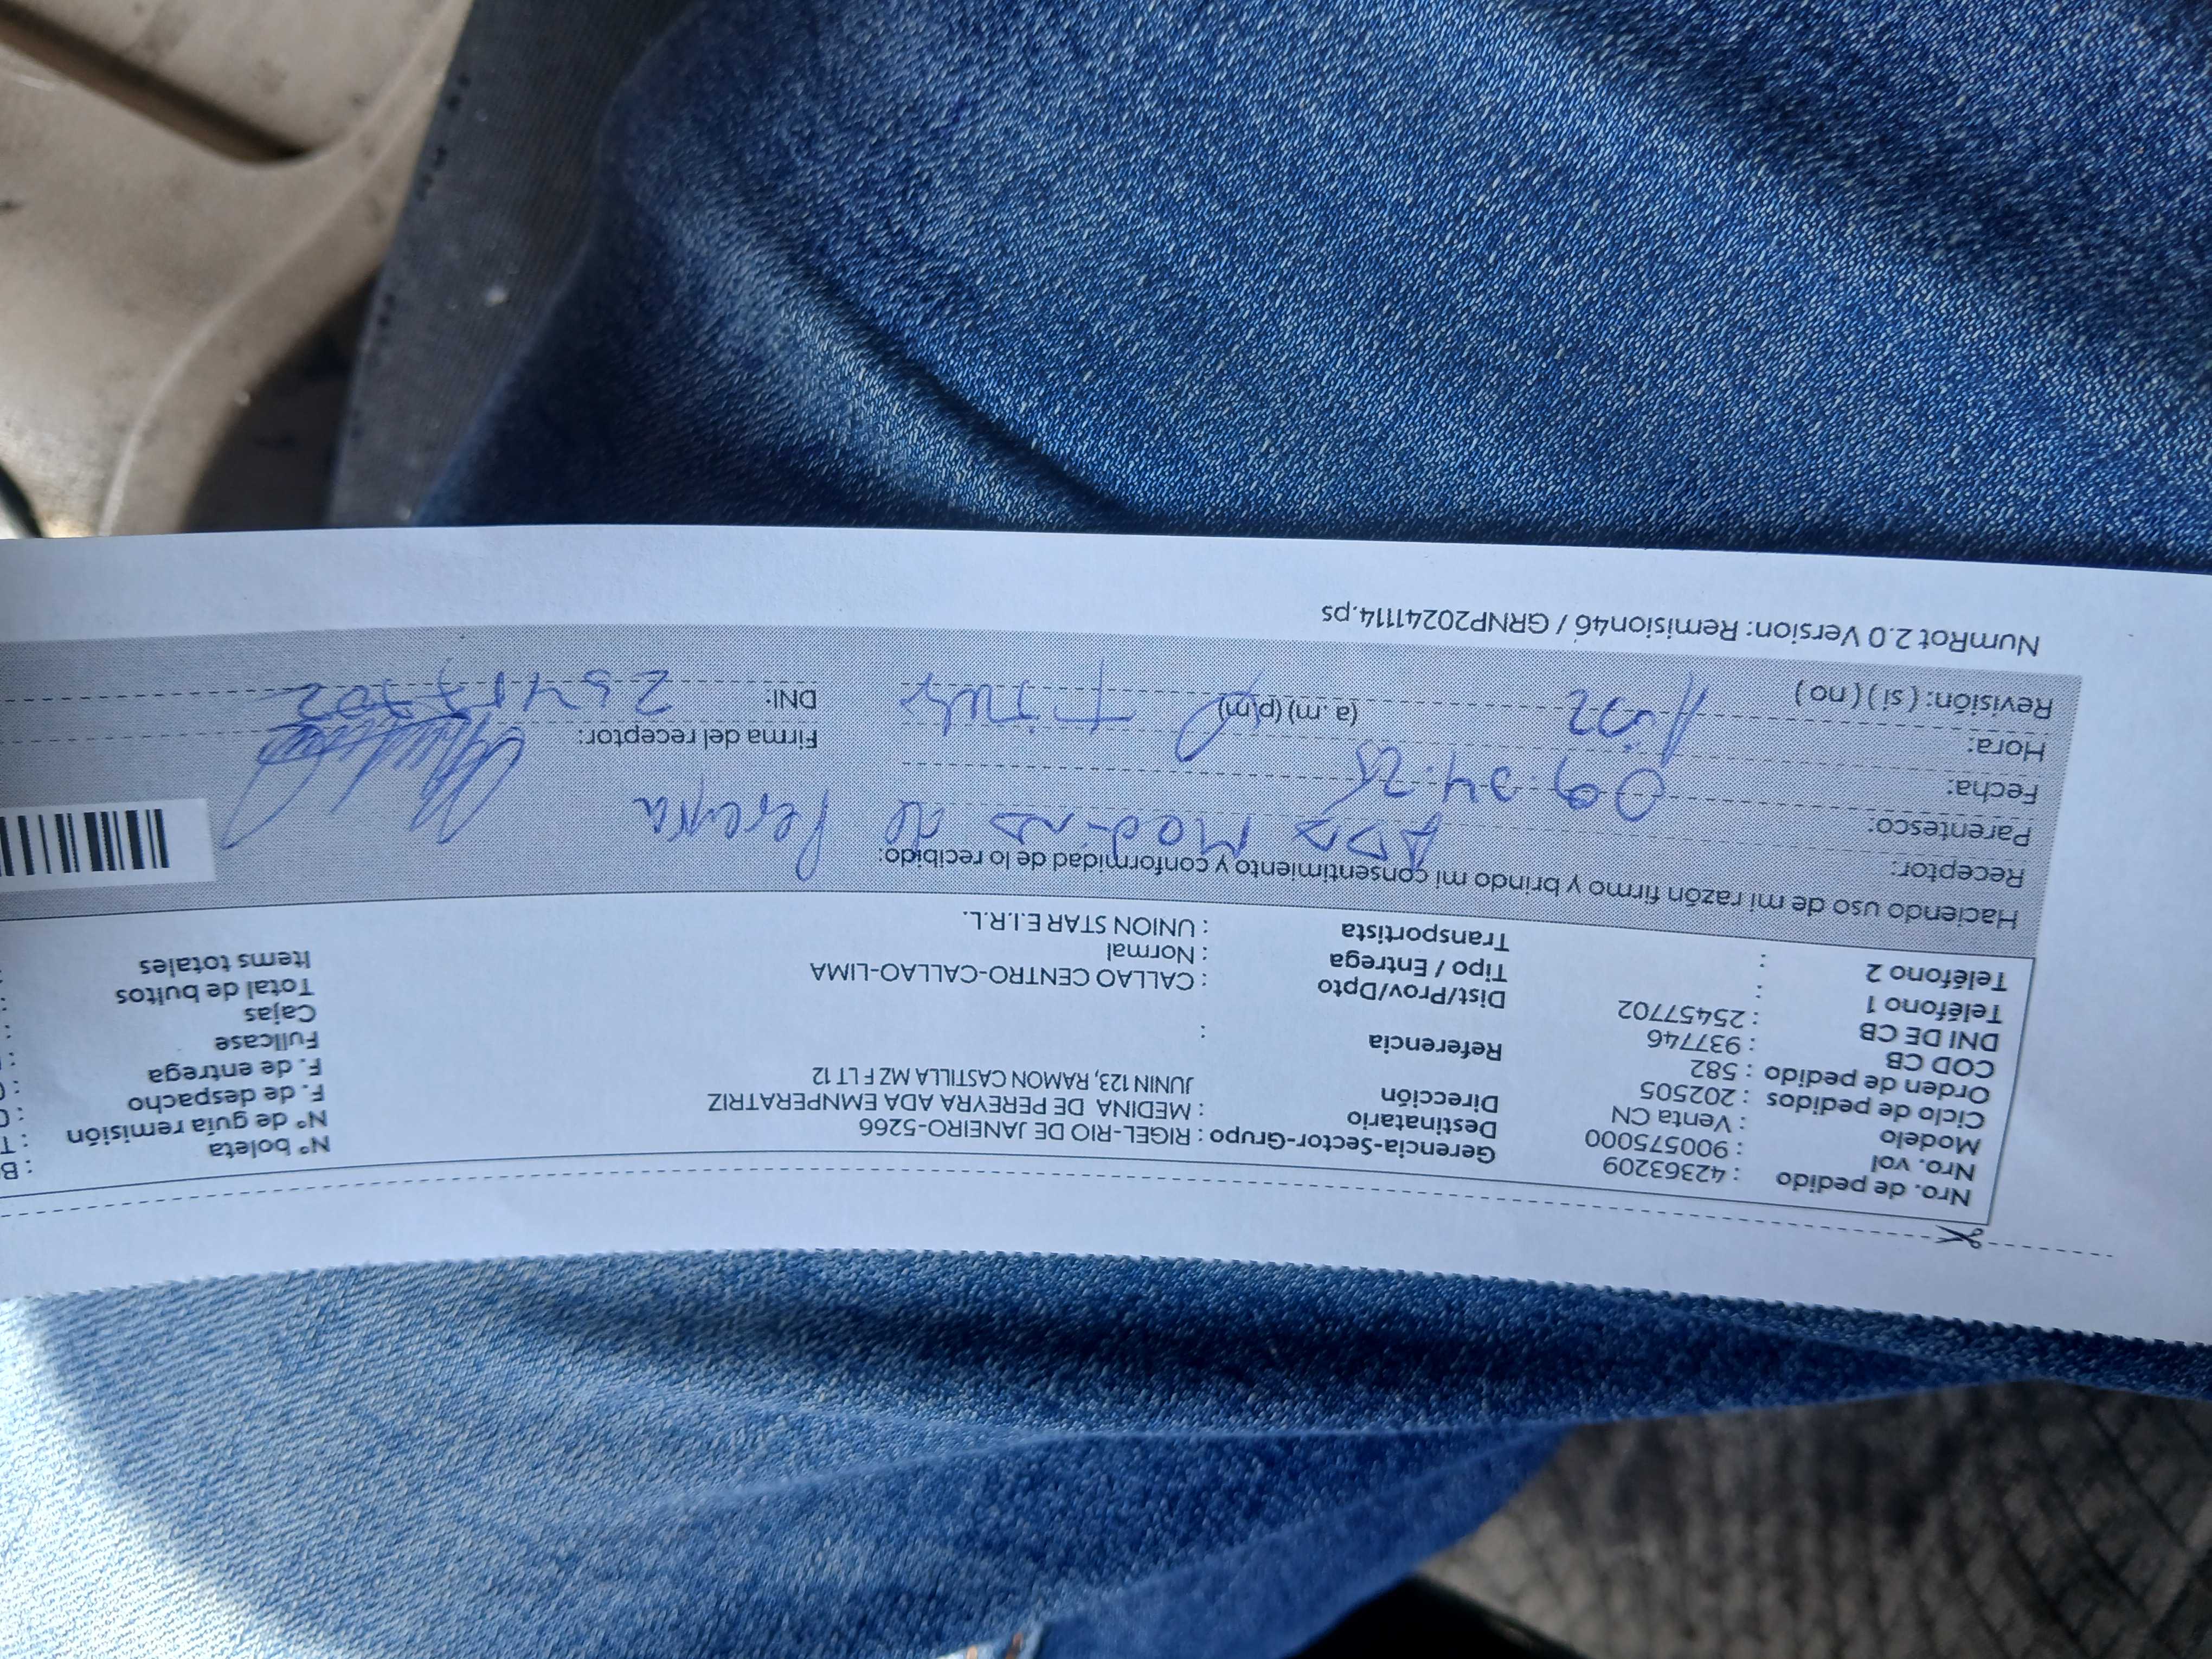 Nro. de pedido : 42363209
Nro. vol : 900575000
Modelo : Venta CN
Ciclo de pedidos : 202505
Orden de pedido : 582
COD CB : 937746
DNI DE CB : 25457702
Teléfono 1 :
Teléfono 2 :
Gerencia-Sector-Grupo : RIGEL-RIO DE JANEIRO-5266
Destinatario : MEDINA DE PEREYRA ADA EMNPERATRIZ
Dirección JUNIN 123, RAMON CASTILLA MZ F LT 12
Referencia :
Dist/Prov/Dpto : CALLAO CENTRO-CALLAO-LIMA
Tipo / Entrega : Normal
Transportista : UNION STAR E.I.R.L.
N° boleta : B
N° de guía remisión : T
F. de despacho :
F. de entrega :
Fullcase :
Cajas :
Total de bultos :
Items totales :
Haciendo uso de mi razón firmo y brindo mi consentimiento y conformidad de lo recibido:
Receptor: ADA Medina de Pereyra
Parentesco:
Fecha: 09:04:25
Hora: (a.m) (p.m)
Revisión: ( si ) ( no )
Firma del receptor:
DNI: 25457702
NumRot 2.0 Version: Remision46 / GRNP20241114.ps